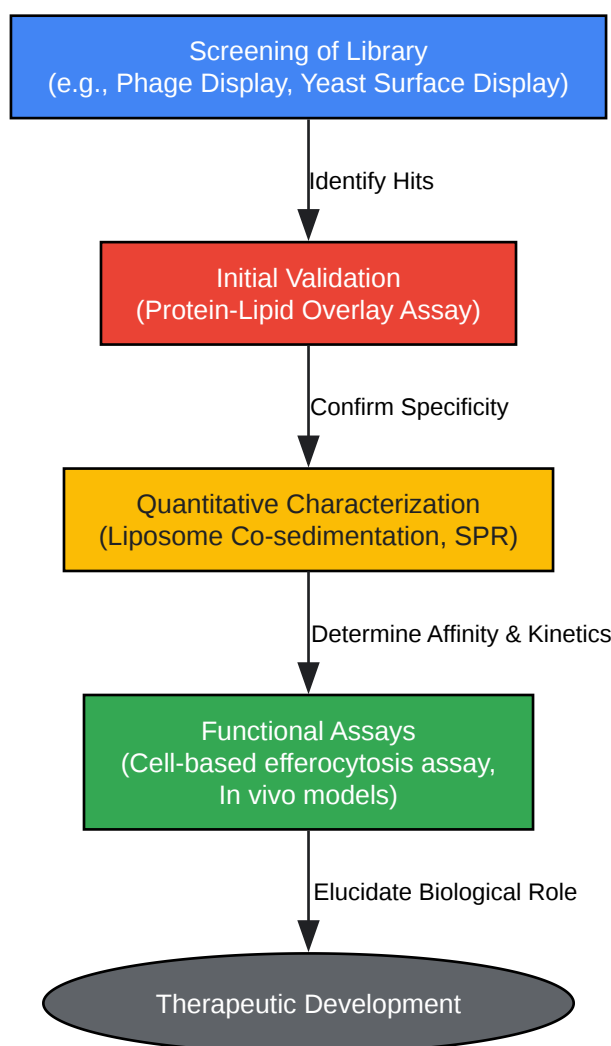 Screening of Library
(e.g., Phage Display, Yeast Surface Display)
Identify Hits
Initial Validation
(Protein-Lipid Overlay Assay)
Confirm Specificity
Quantitative Characterization
(Liposome Co-sedimentation, SPR)
Determine Affinity & Kinetics
Functional Assays
(Cell-based efferocytosis assay,
In vivo models)
Elucidate Biological Role
Therapeutic Development